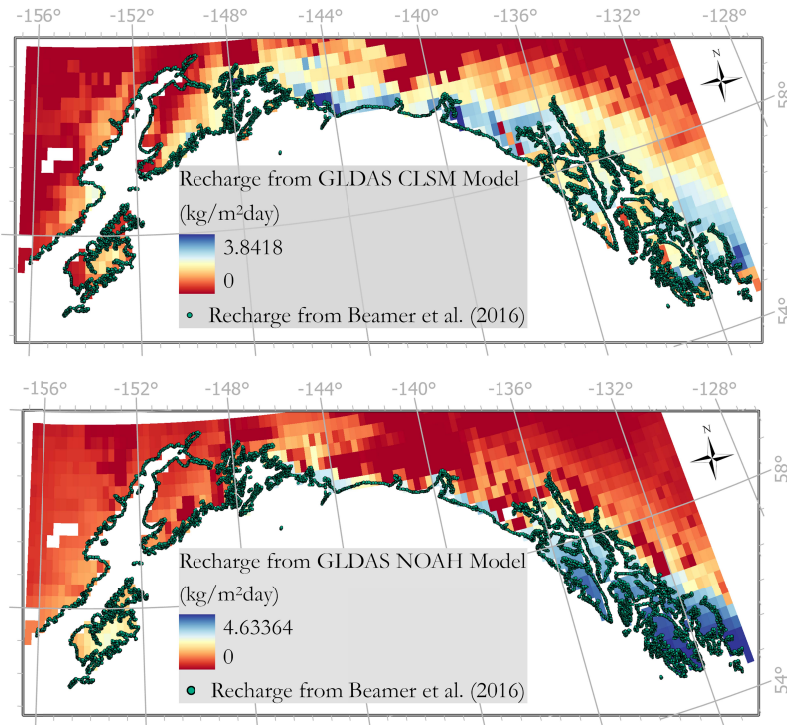 -156° -152° -148° -144° -140° -136° -132° -128°
N
58°
Recharge from GLDAS CLSM Model
(kg/m²day)
3.8418
0
Recharge from Beamer et al. (2016)
54°
-156° -152° -148° -144° -140° -136° -132° -128°
N
58°
Recharge from GLDAS NOAH Model
(kg/m²day)
4.63364
0
Recharge from Beamer et al. (2016)
54°